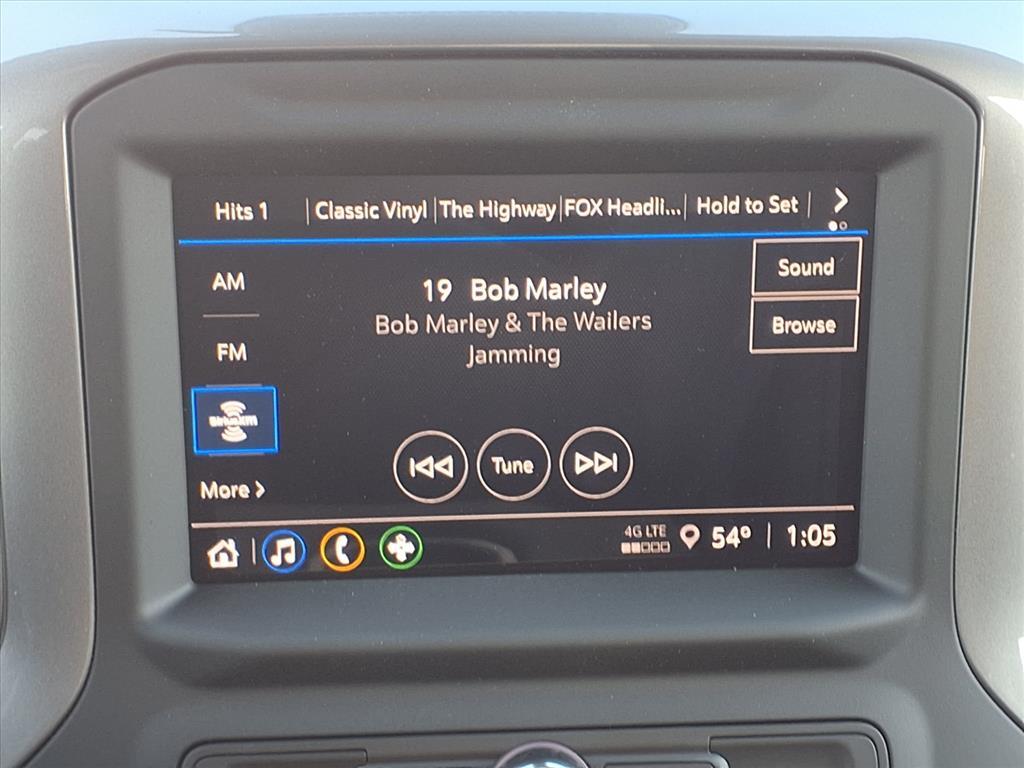 Hits 1 Classic Vinyl The Highway FOX Headli... Hold to Set
AM
19 Bob Marley
Sound
Bob Marley & The Wailers
Browse
FM
Jamming
SiriusXM
Tune
More
4G LTE
54° 1:05